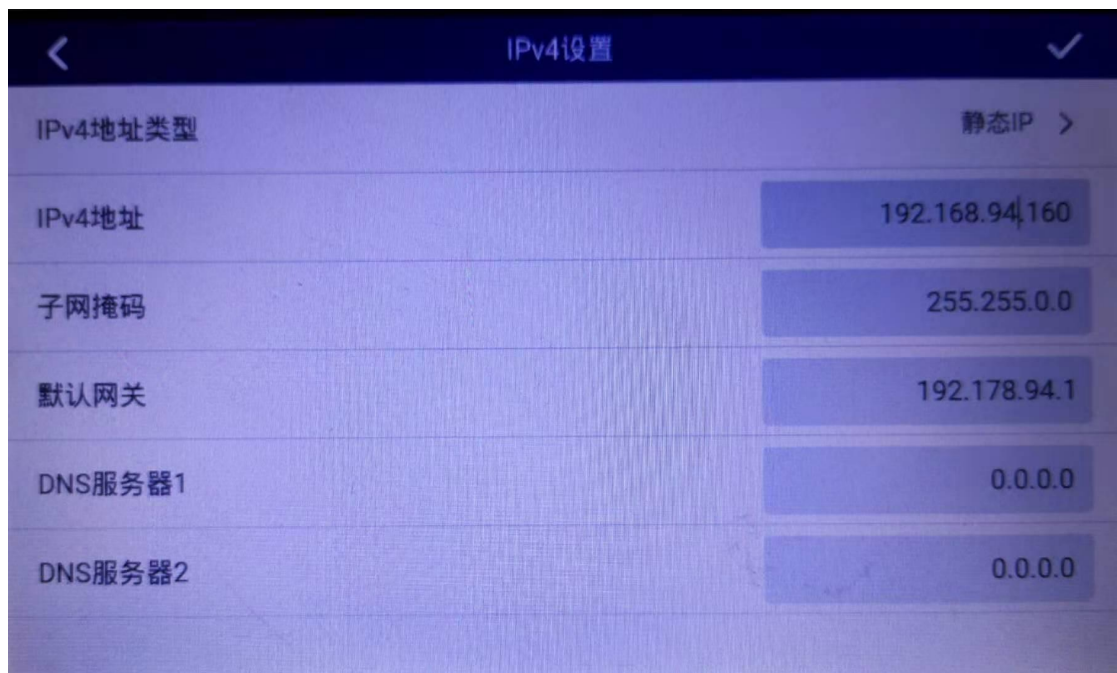 IPv4设置
IPv4地址类型 静态IP
IPv4地址 192.168.94.160
子网掩码 255.255.0.0
默认网关 192.178.94.1
DNS服务器1 0.0.0.0
DNS服务器2 0.0.0.0